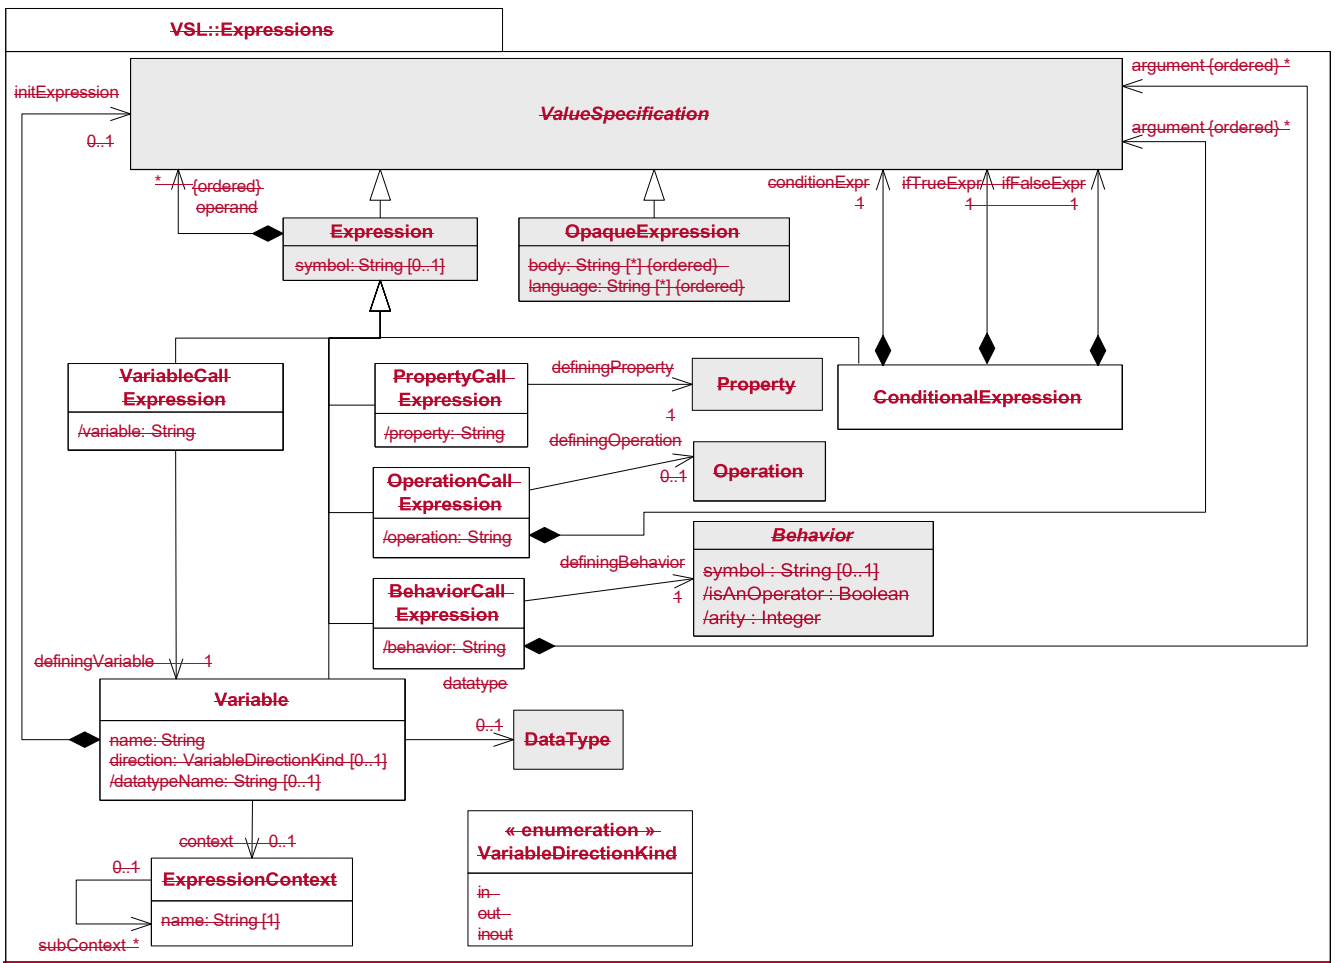 VSL::Expressions
argument {ordered} *
initExpression
ValueSpecification
0..1
argument {ordered} *
* {ordered}
operand
conditionExpr
1
ifTrueExpr
1
ifFalseExpr
1
Expression
symbol: String [0..1]
OpaqueExpression
body: String [*] {ordered}
language: String [*] {ordered}
VariableCall
Expression
/variable: String
PropertyCall
Expression
/property: String
definingProperty
1
Property
ConditionalExpression
OperationCall
Expression
/operation: String
definingOperation
0..1
Operation
BehaviorCall
Expression
/behavior: String
definingBehavior
1
Behavior
symbol : String [0..1]
/isAnOperator : Boolean
/arity : Integer
definingVariable 1
datatype
Variable
name: String
direction: VariableDirectionKind [0..1]
/datatypeName: String [0..1]
0..1
DataType
context 0..1
0..1
ExpressionContext
name: String [1]
subContext *
« enumeration »
VariableDirectionKind
in
out
inout